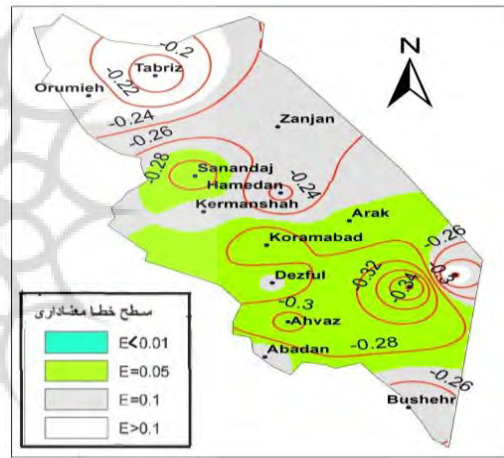 N
-0.2
Tabriz
-0.22
Orumieh
-0.24
-0.26
Zanjan
-0.28
Sanandaj
Hamedan
-0.24
Kermanshah
Arak
Koramabad
-0.26
-0.3
-0.32
Dezful
-0.34
-0.3
Ahvaz
-0.28
Abadan
-0.26
Bushehr
سطح خطا معناداری
E<0.01
E=0.05
E=0.1
E>0.1